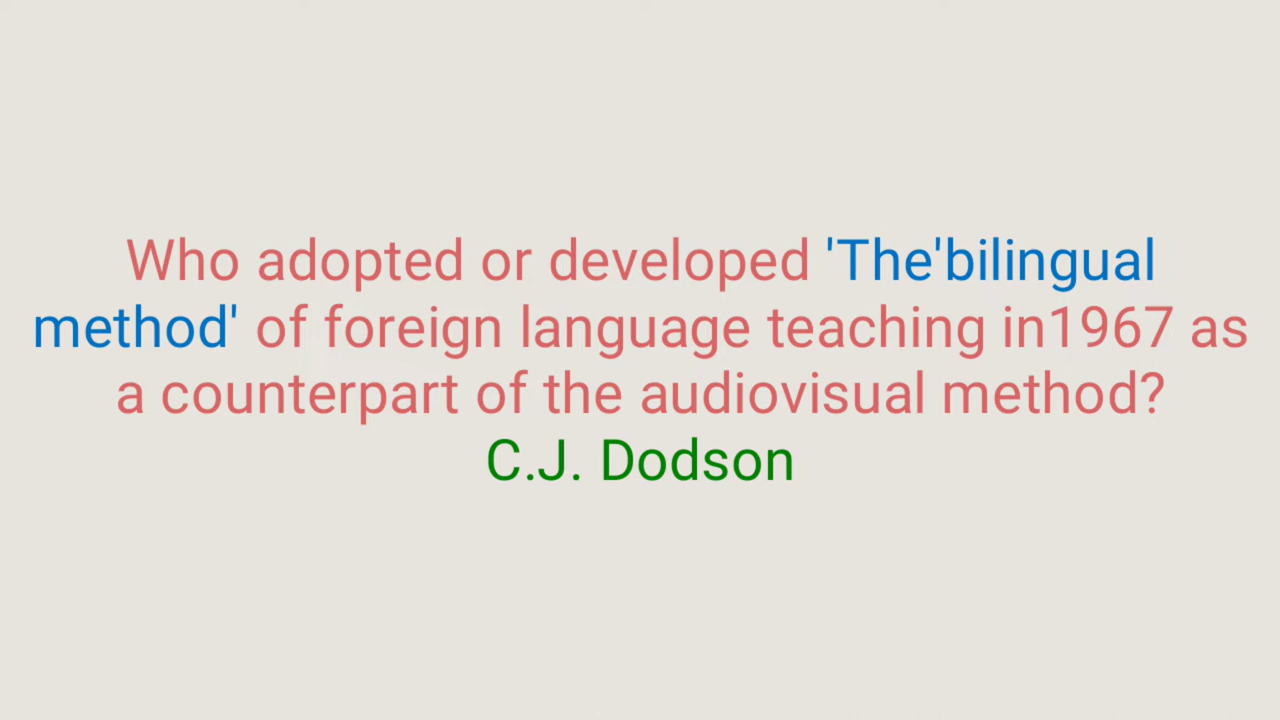 Who adopted or developed 'The'bilingual
method' of foreign language teaching in1967 as
a counterpart of the audiovisual method?
C.J. Dodson